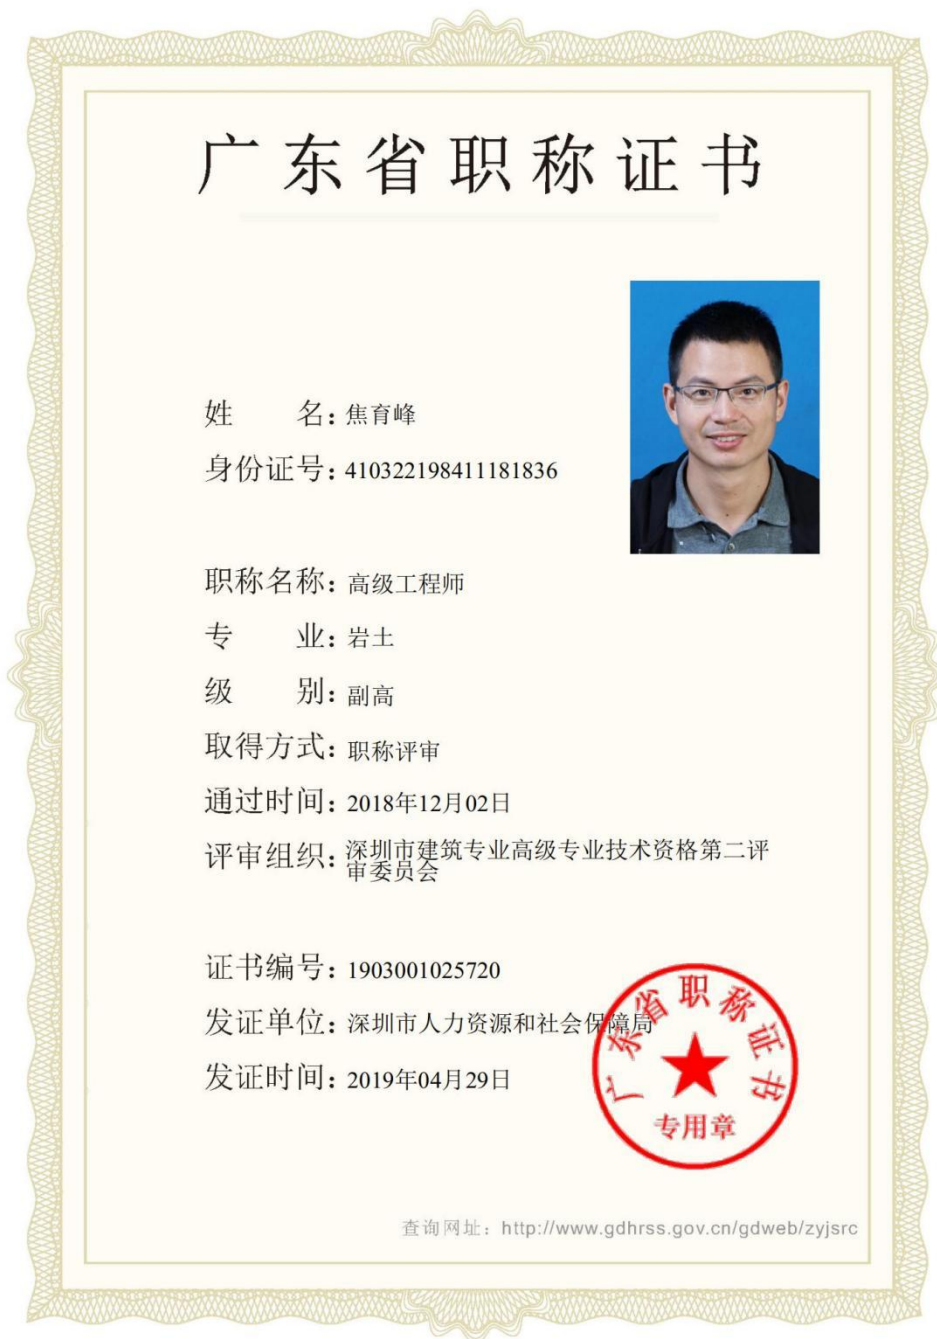 广东省职称证书
姓 名：焦育峰
身份证号：410322198411181836
职称名称：高级工程师
专 业：岩土
级 别：副高
取得方式：职称评审
通过时间：2018年12月02日
评审组织：深圳市建筑专业高级专业技术资格第二评
审委员会
证书编号：1903001025720
发证单位：深圳市人力资源和社会保障局
发证时间：2019年04月29日
广东省职称证书
专用章
查询网址：http://www.gdhrss.gov.cn/gdweb/zyjsrc